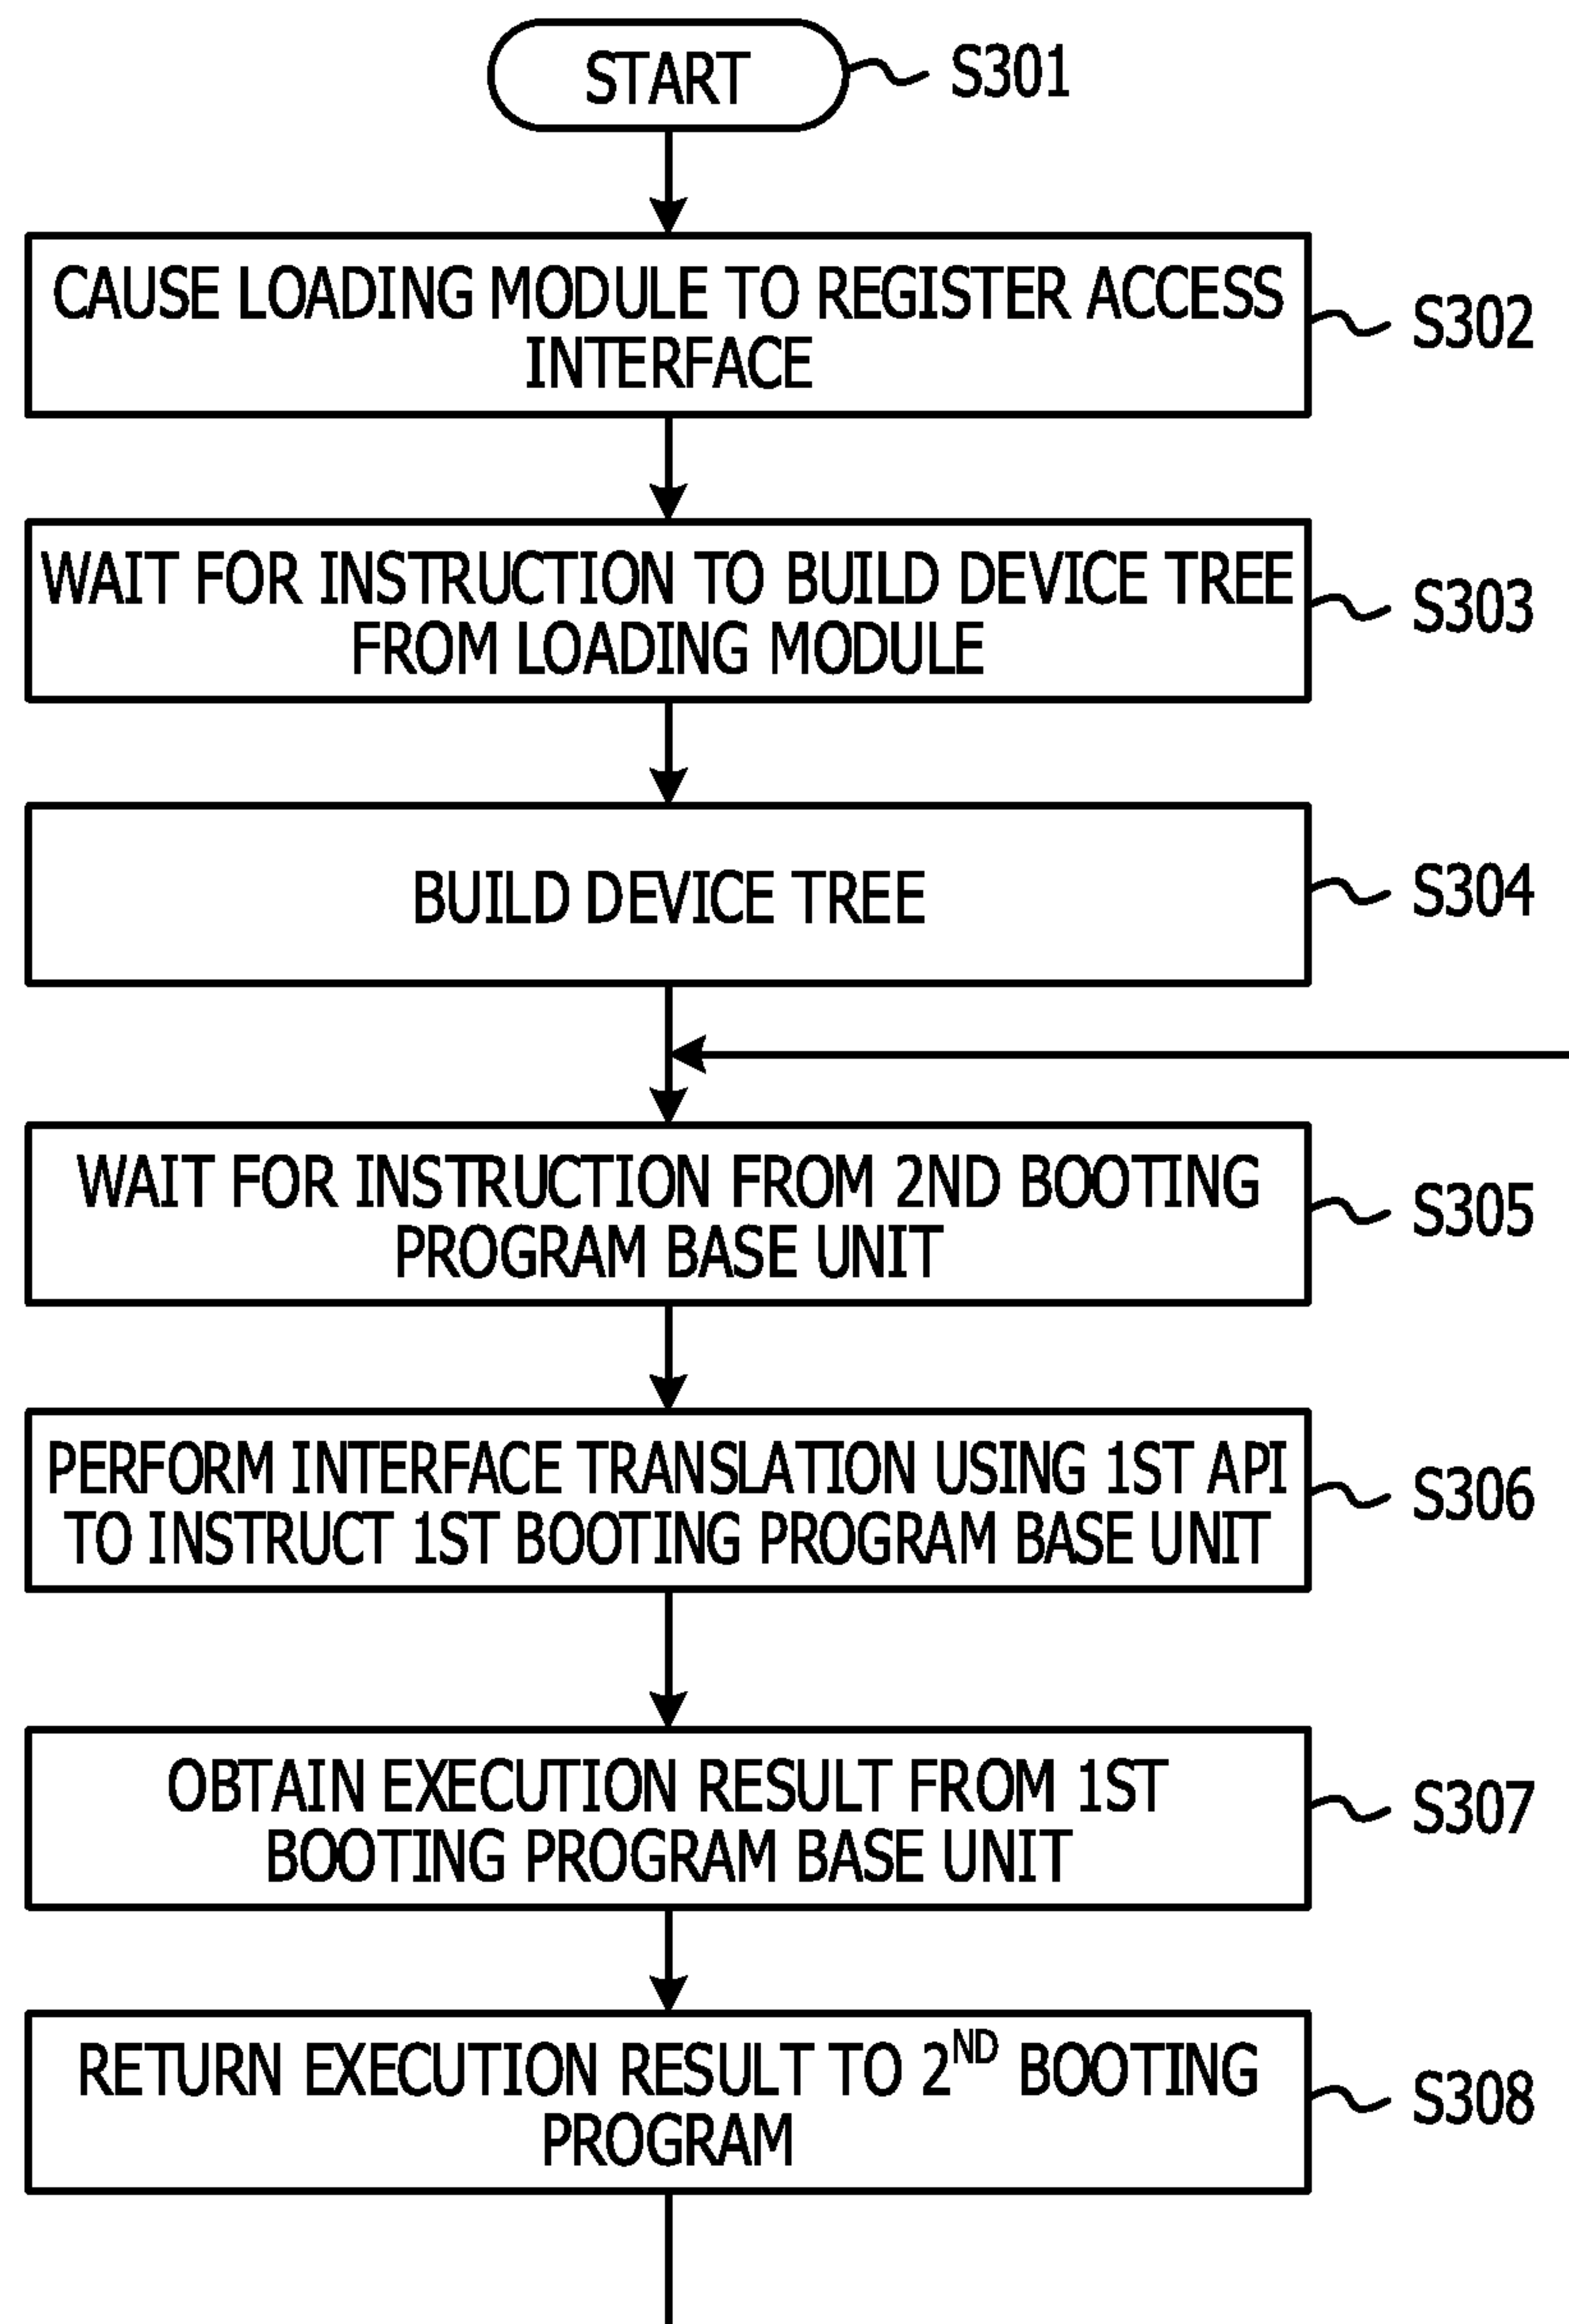 START
S301
CAUSE LOADING MODULE TO REGISTER ACCESS
INTERFACE
S302
WAIT FOR INSTRUCTION TO BUILD DEVICE TREE
FROM LOADING MODULE
S303
BUILD DEVICE TREE
S304
WAIT FOR INSTRUCTION FROM 2ND BOOTING
PROGRAM BASE UNIT
S305
PERFORM INTERFACE TRANSLATION USING 1ST API
TO INSTRUCT 1ST BOOTING PROGRAM BASE UNIT
S306
OBTAIN EXECUTION RESULT FROM 1ST
BOOTING PROGRAM BASE UNIT
S307
RETURN EXECUTION RESULT TO 2ND BOOTING
PROGRAM
S308